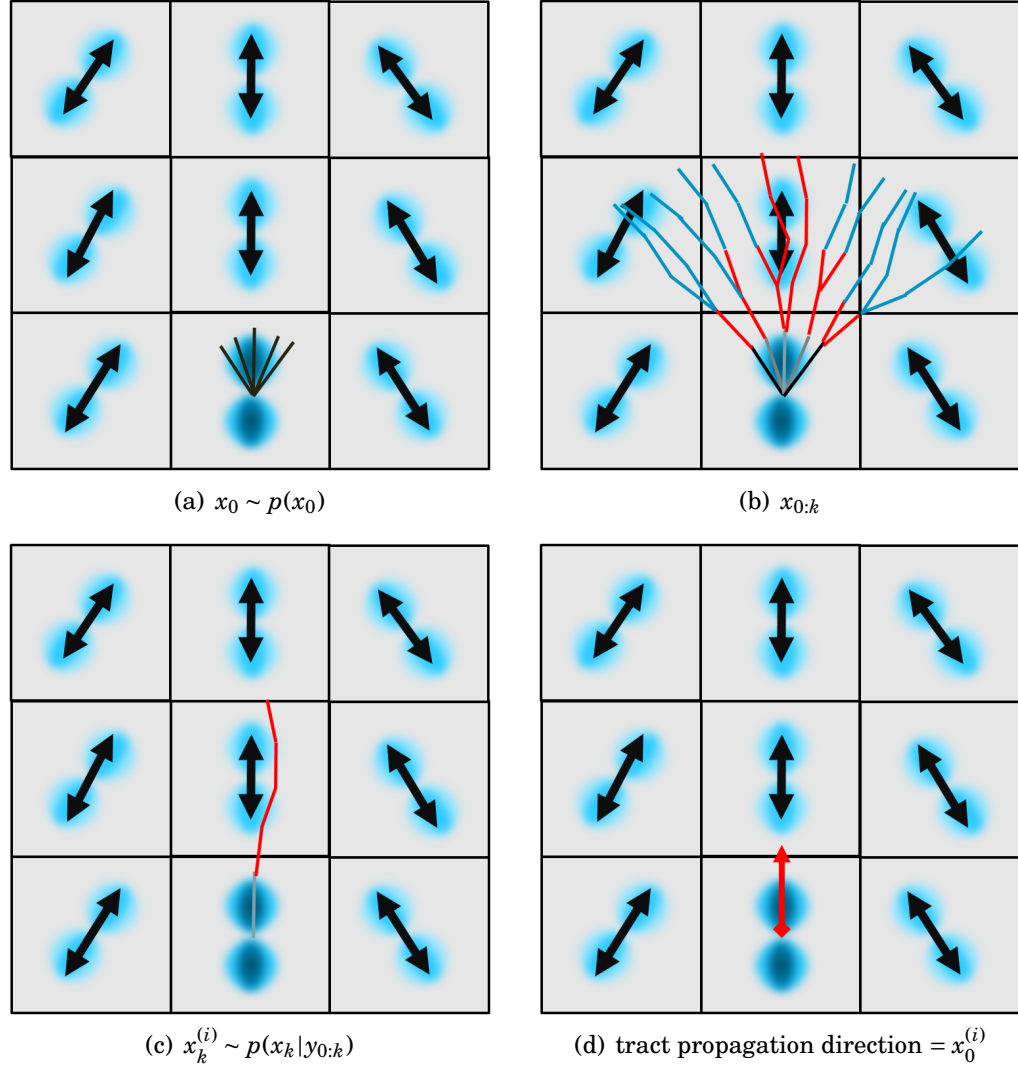 (a) x₀ ~ p(x₀)
(b) x₀:ₖ
(c) xₖ⁽ⁱ⁾ ~ p(xₖ|y₀:ₖ)
(d) tract propagation direction = x₀⁽ⁱ⁾